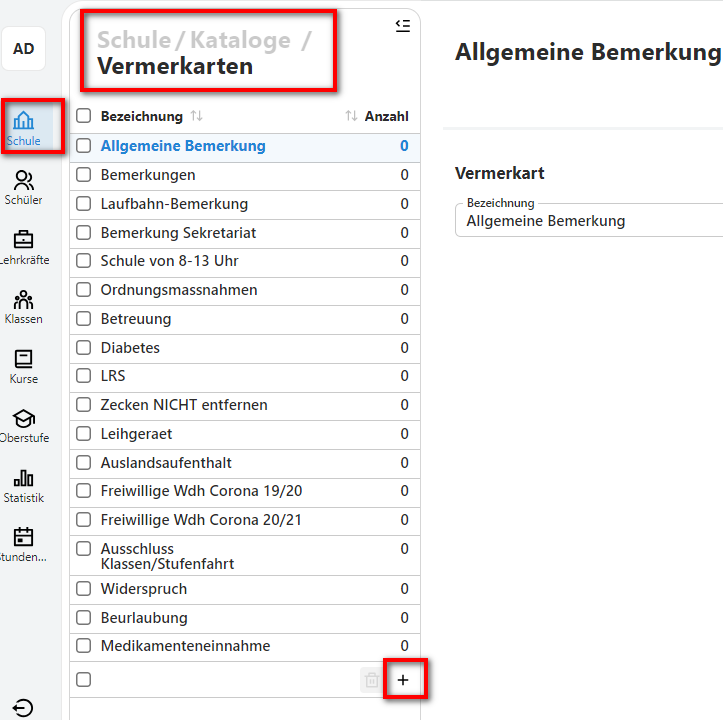 AD
Schule
Schüler
Lehrkräfte
Klassen
Kurse
Oberstufe
Statistik
Stunden...
Schule / Kataloge /
Vermerkarten
Bezeichnung Anzahl
Allgemeine Bemerkung 0
Bemerkungen 0
Laufbahn-Bemerkung 0
Bemerkung Sekretariat 0
Schule von 8-13 Uhr 0
Ordnungsmassnahmen 0
Betreuung 0
Diabetes 0
LRS 0
Zecken NICHT entfernen 0
Leihgeraet 0
Auslandsaufenthalt 0
Freiwillige Wdh Corona 19/20 0
Freiwillige Wdh Corona 20/21 0
Ausschluss 0
Klassen/Stufenfahrt
Widerspruch 0
Beurlaubung 0
Medikamenteneinnahme 0
Allgemeine Bemerkung
Vermerkart
Bezeichnung
Allgemeine Bemerkung